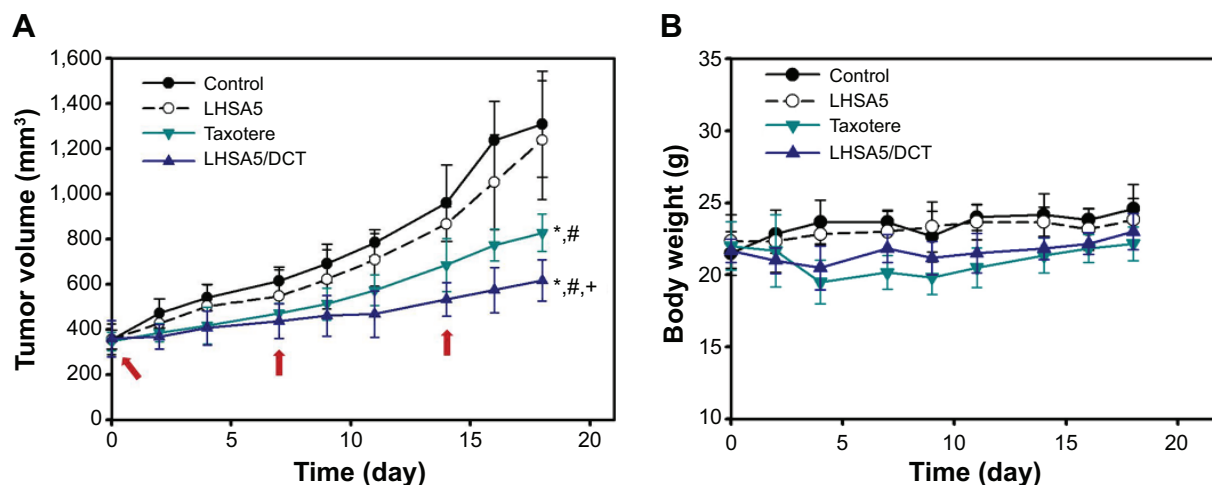 A
Tumor volume (mm³)
1,600
1,400
1,200
1,000
800
600
400
200
0
Control
LHSA5
Taxotere
LHSA5/DCT
*,#
*,#,+
0 5 10 15 20
Time (day)
B
Body weight (g)
35
30
25
20
15
10
Control
LHSA5
Taxotere
LHSA5/DCT
0 5 10 15 20
Time (day)